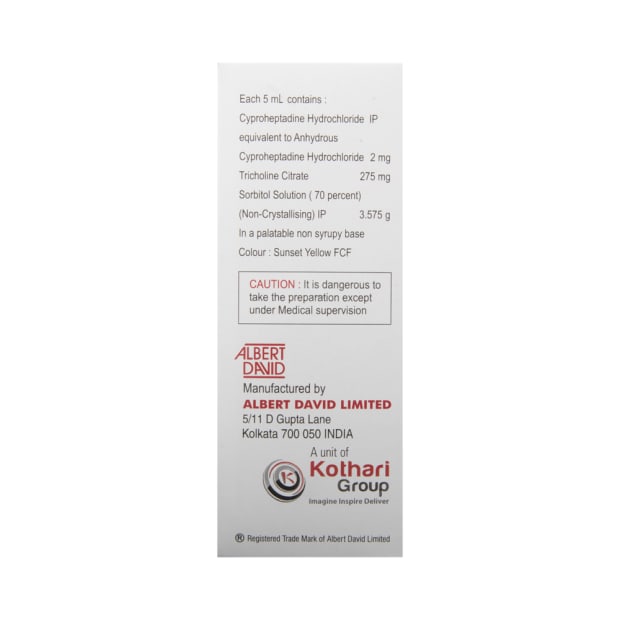 Each 5 mL contains :
Cyproheptadine Hydrochloride IP
equivalent to Anhydrous
Cyproheptadine Hydrochloride 2 mg
Tricholine Citrate 275 mg
Sorbitol Solution ( 70 percent)
(Non-Crystallising) IP 3.575 g
In a palatable non syrupy base
Colour : Sunset Yellow FCF
CAUTION : It is dangerous to
take the preparation except
under Medical supervision
ALBERT
DAVID
Manufactured by
ALBERT DAVID LIMITED
5/11 D Gupta Lane
Kolkata 700 050 INDIA
A unit of
K
Kothari
Group
Imagine Inspire Deliver
® Registered Trade Mark of Albert David Limited